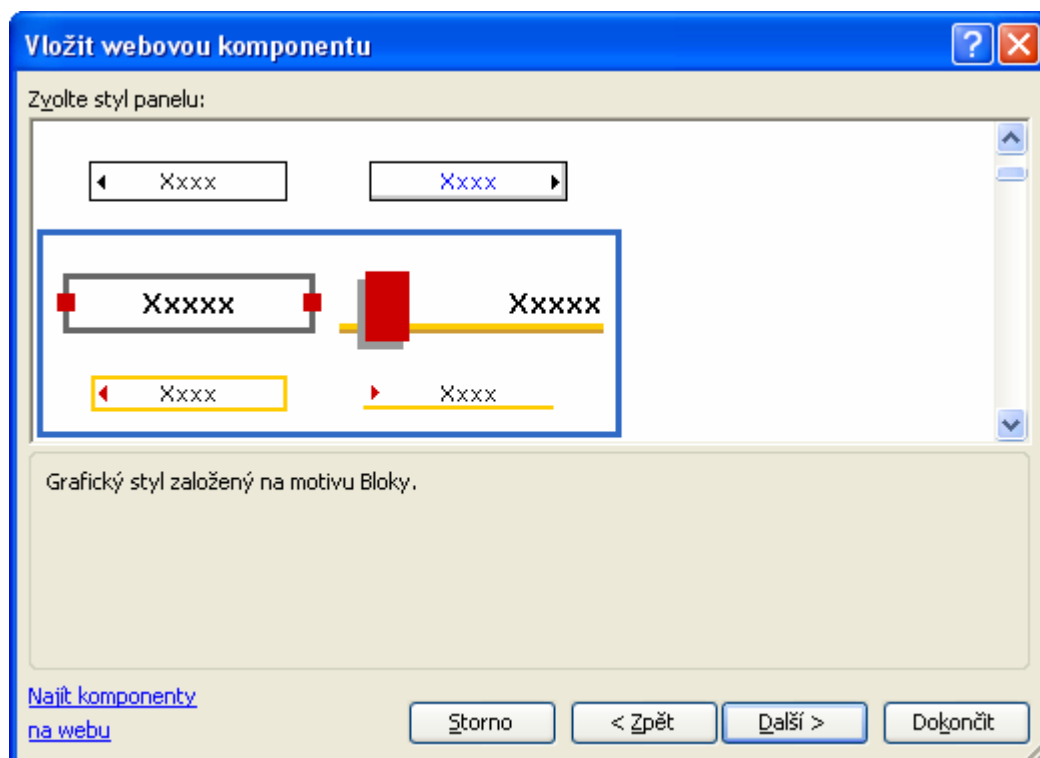 Vložit webovou komponentu
Zvolte styl panelu:
Xxxx Xxxx
Xxxxx Xxxxx
Xxxx Xxxx
Grafický styl založený na motivu Bloky.
Najít komponenty
na webu
Storno < Zpět Další > Dokončit